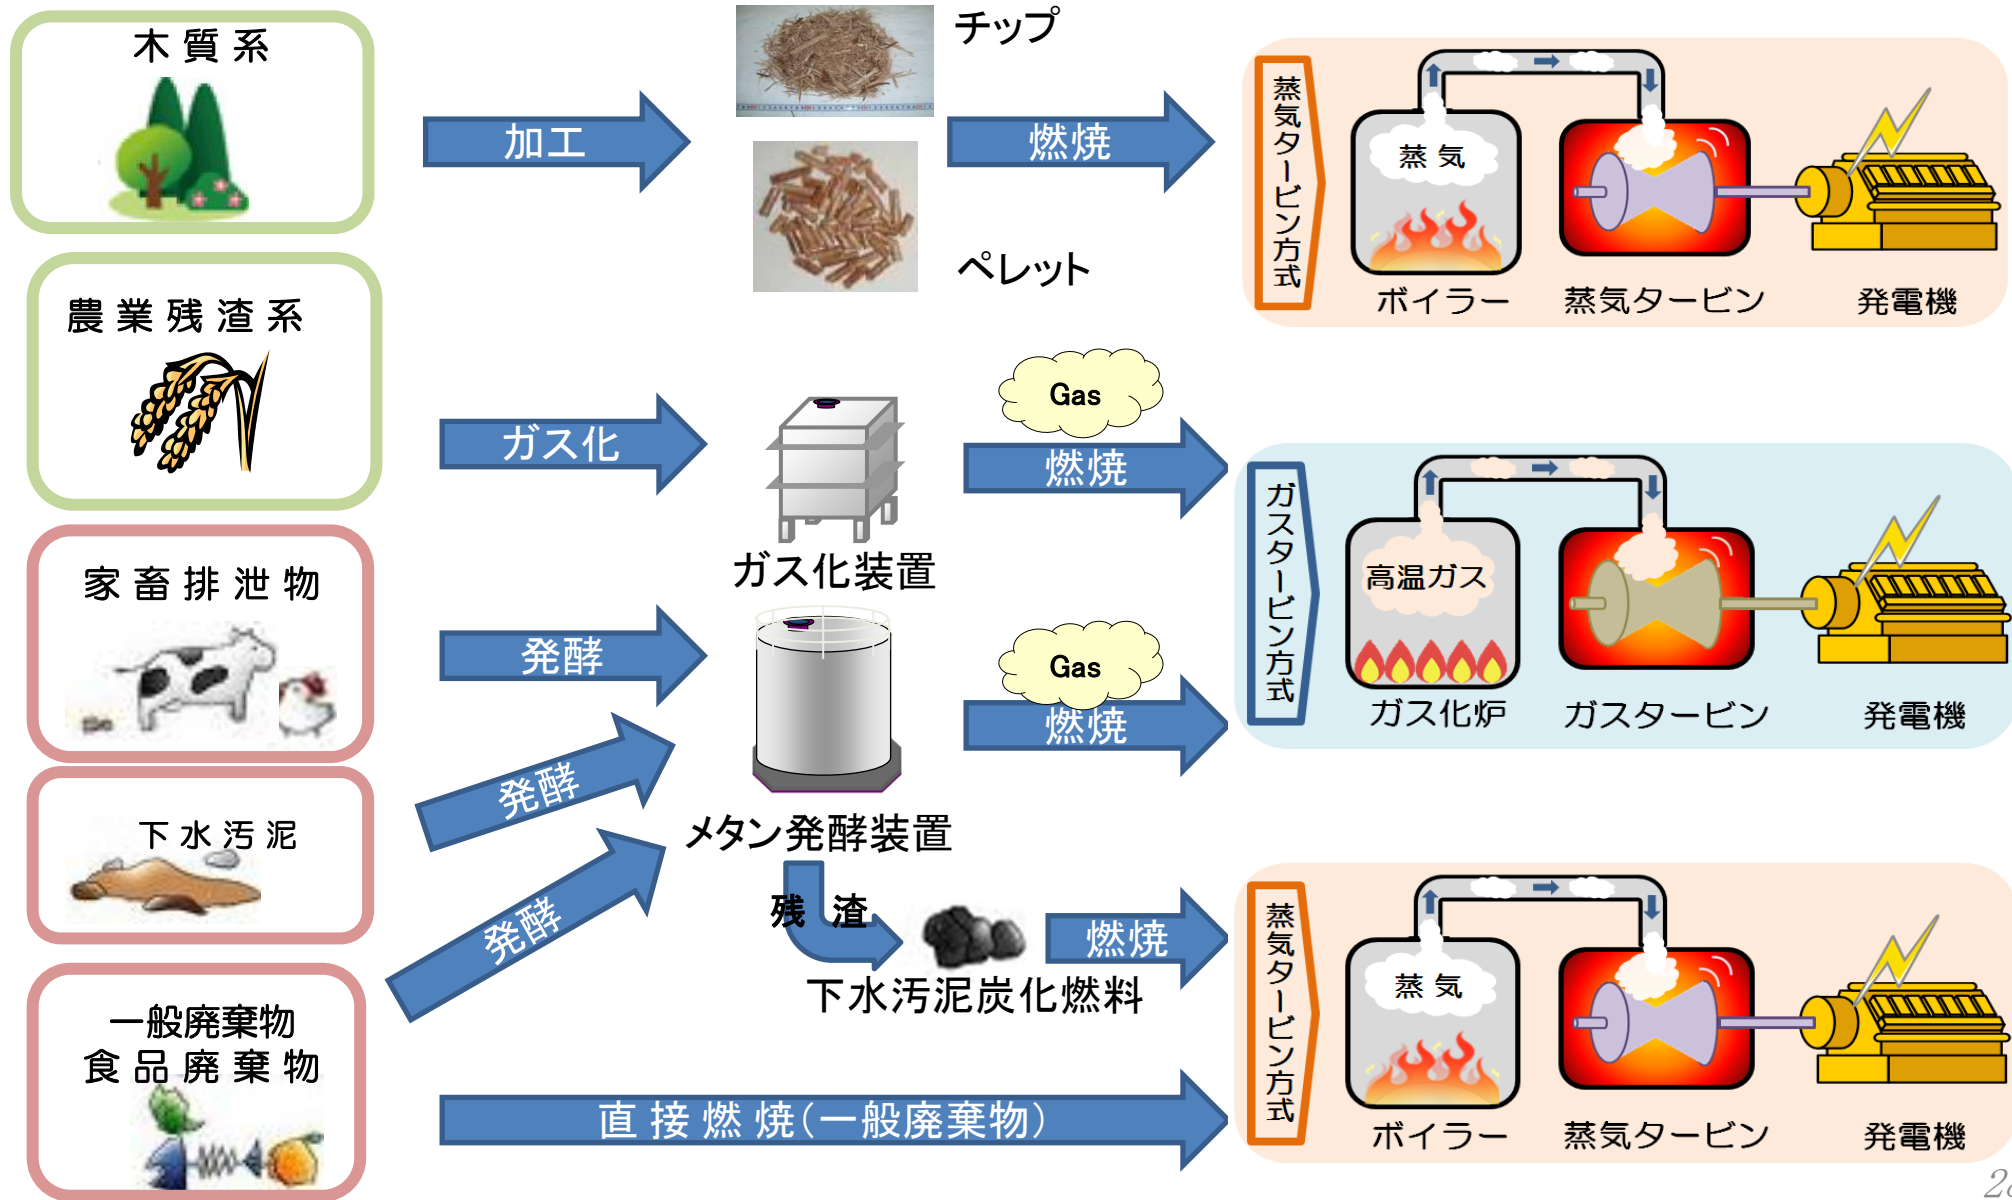 木質系
加工
チップ
ペレット
燃焼
蒸気タービン方式
蒸気
ボイラー
蒸気タービン
発電機
農業残渣系
ガス化
ガス化装置
Gas
燃焼
ガスタービン方式
高温ガス
ガス化炉
ガスタービン
発電機
家畜排泄物
発酵
Gas
燃焼
下水汚泥
発酵
メタン発酵装置
残渣
下水汚泥炭化燃料
燃焼
蒸気タービン方式
蒸気
ボイラー
蒸気タービン
発電機
一般廃棄物
食品廃棄物
発酵
直接燃焼(一般廃棄物)